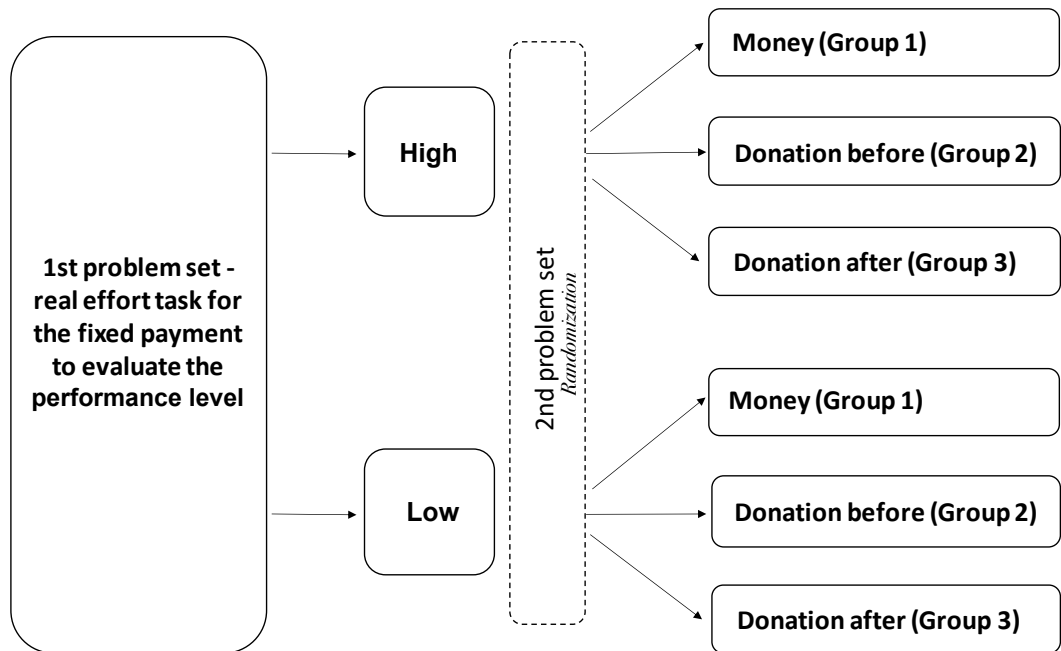 1st problem set -
real effort task for
the fixed payment
to evaluate the
performance level
High
Low
2nd problem set
Randomization
Money (Group 1)
Donation before (Group 2)
Donation after (Group 3)
Money (Group 1)
Donation before (Group 2)
Donation after (Group 3)